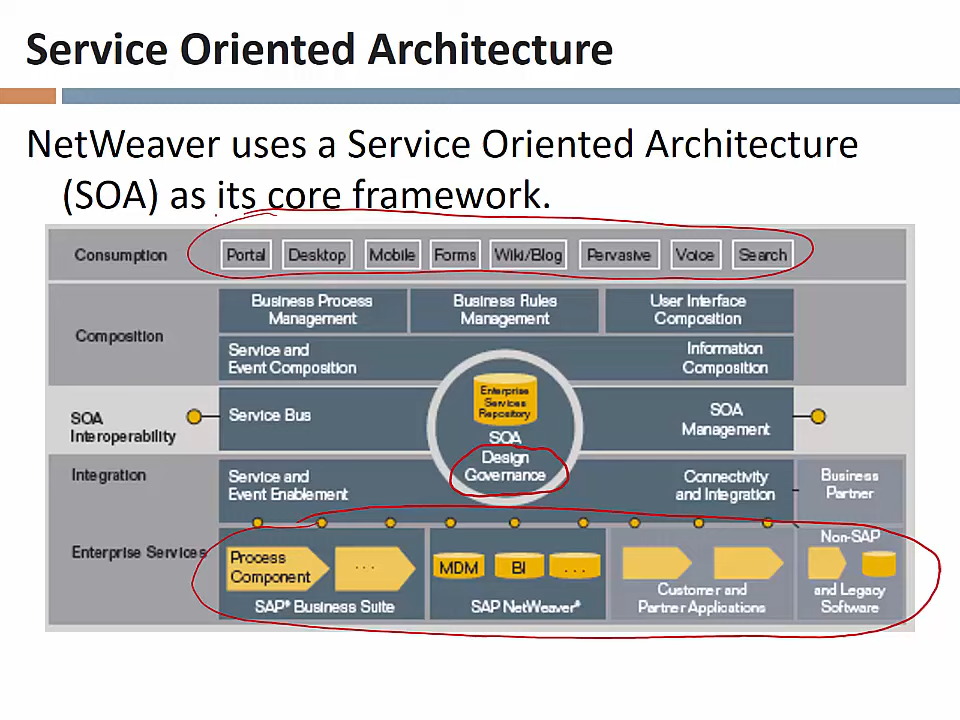 Service Oriented Architecture
NetWeaver uses a Service Oriented Architecture
(SOA) as its core framework.
Consumption
Portal
Desktop
Mobile
Forms
Wiki/Blog
Pervasive
Voice
Search
Composition
Business Process
Management
Business Rules
Management
User Interface
Composition
Service and
Event Composition
Information
Composition
Enterprise
Services
Repository
SOA
Design
Governance
SOA
Interoperability
Service Bus
SOA
Management
Integration
Service and
Event Enablement
Connectivity
and Integration
Business
Partner
Enterprise Services
Process
Component
...
SAP® Business Suite
MDM
BI
...
SAP NetWeaver®
Customer and
Partner Applications
Non-SAP
and Legacy
Software